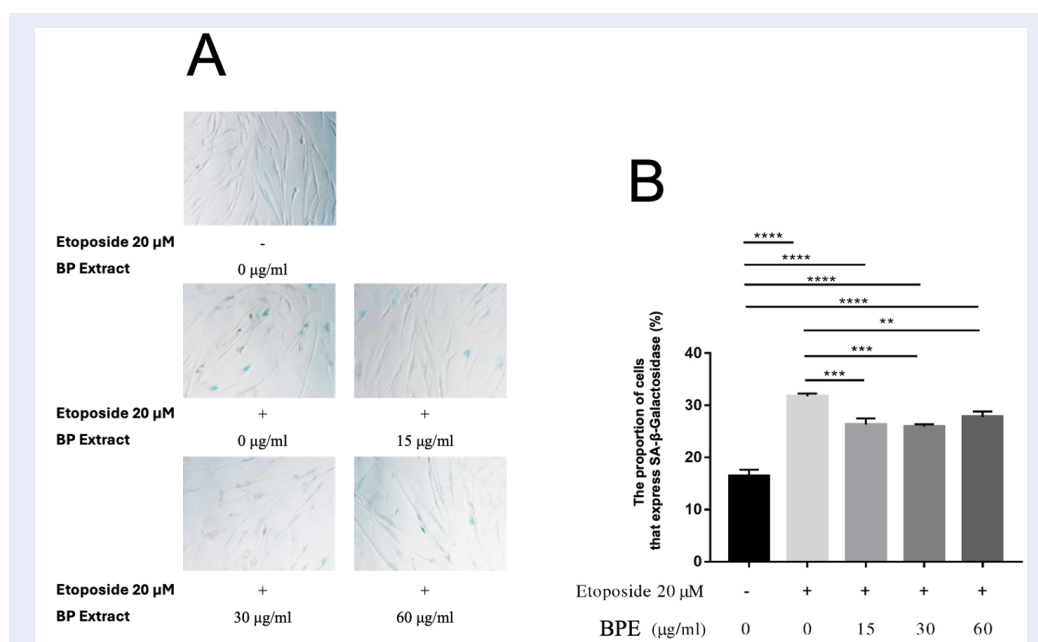 A
Etoposide 20 µM -
BP Extract 0 µg/ml
Etoposide 20 µM + +
BP Extract 0 µg/ml 15 µg/ml
Etoposide 20 µM + +
BP Extract 30 µg/ml 60 µg/ml
B
****
****
****
****
**
***
***
The proportion of cells
that express SA-β-Galactosidase (%)
40
30
20
10
0
Etoposide 20 µM - + + + +
BPE (µg/ml) 0 0 15 30 60